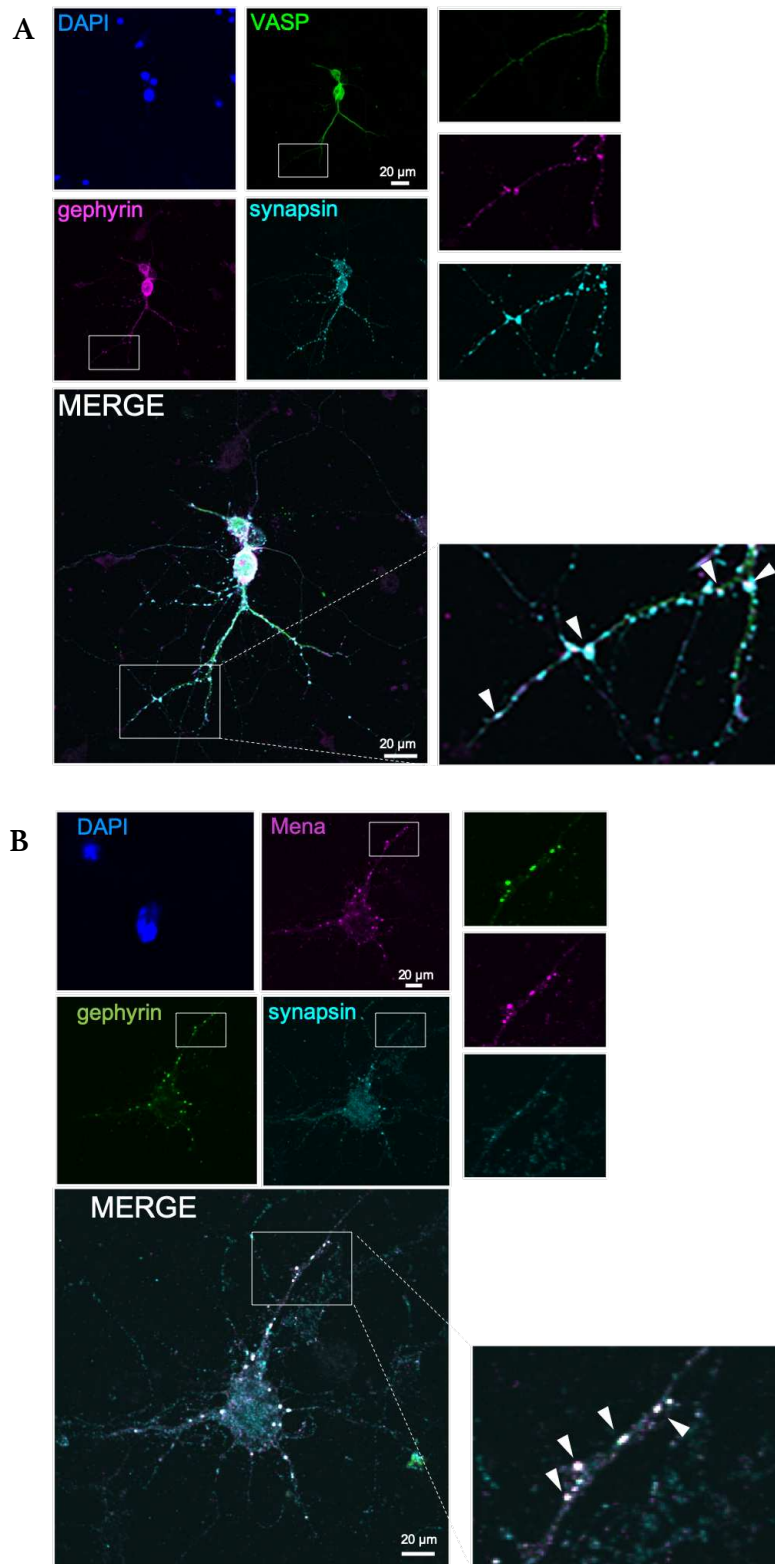 A
DAPI
VASP
20 µm
gephyrin
synapsin
MERGE
20 µm
B
DAPI
Mena
20 µm
gephyrin
synapsin
MERGE
20 µm